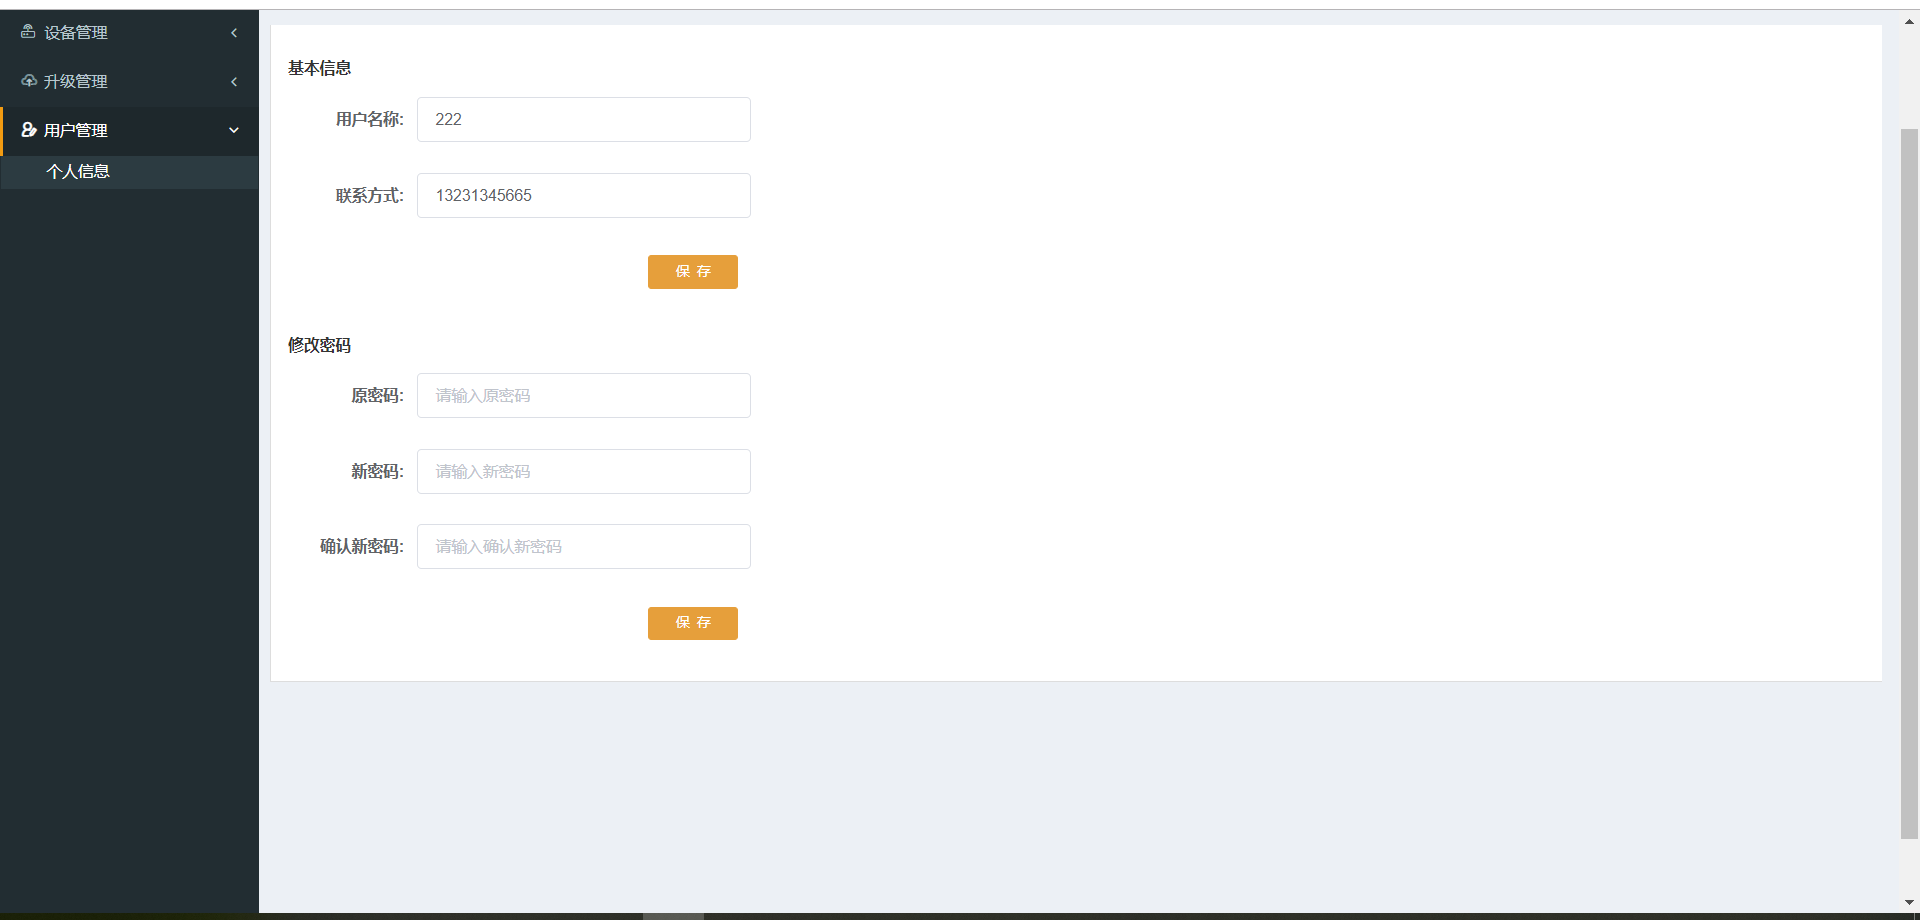 设备管理
升级管理
用户管理
个人信息
基本信息
用户名称: 222
联系方式: 13231345665
保 存
修改密码
原密码: 请输入原密码
新密码: 请输入新密码
确认新密码: 请输入确认新密码
保 存